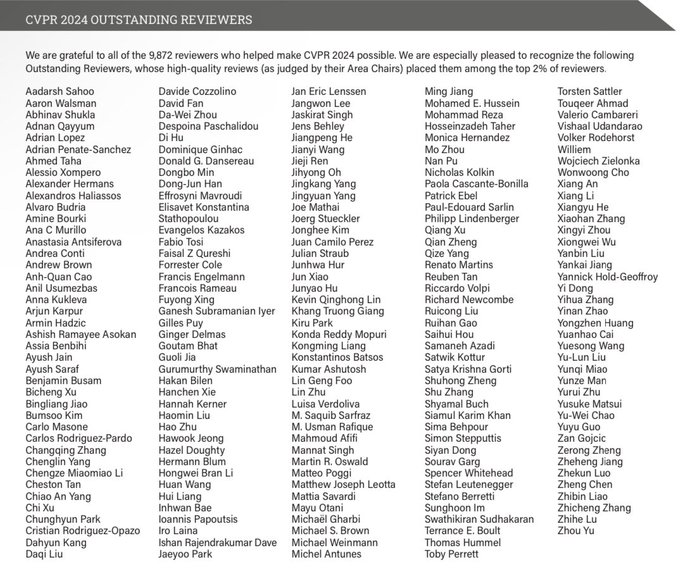 CVPR 2024 OUTSTANDING REVIEWERS
We are grateful to all of the 9,872 reviewers who helped make CVPR 2024 possible. We are especially pleased to recognize the following
Outstanding Reviewers, whose high-quality reviews (as judged by their Area Chairs) placed them among the top 2% of reviewers.
Aadarsh Sahoo
Aaron Walsman
Abhinav Shukla
Adnan Qayyum
Adrian Lopez
Adrian Penate-Sanchez
Ahmed Taha
Alessio Xompero
Alexander Hermans
Alexandros Haliassos
Alvaro Budria
Amine Bourki
Ana C Murillo
Anastasia Antsiferova
Andrea Conti
Andrew Brown
Anh-Quan Cao
Anil Usumezbas
Anna Kukleva
Arjun Karpur
Armin Hadzic
Ashish Ramayee Asokan
Assia Benbihi
Ayush Jain
Ayush Saraf
Benjamin Busam
Bicheng Xu
Bingliang Jiao
Bumsoo Kim
Carlo Masone
Carlos Rodriguez-Pardo
Changqing Zhang
Chenglin Yang
Chengze Miaomiao Li
Cheston Tan
Chiao An Yang
Chi Xu
Chunghyun Park
Cristian Rodriguez-Opazo
Dahyun Kang
Daqi Liu
Davide Cozzolino
David Fan
Da-Wei Zhou
Despoina Paschalidou
Di Hu
Dominique Ginhac
Donald G. Dansereau
Dongbo Min
Dong-Jun Han
Effrosyni Mavroudi
Elisavet Konstantina
Stathopoulou
Evangelos Kazakos
Fabio Tosi
Faisal Z Qureshi
Forrester Cole
Francis Engelmann
Francois Rameau
Fuyong Xing
Ganesh Subramanian Iyer
Gilles Puy
Ginger Delmas
Goutam Bhat
Guoli Jia
Gurumurthy Swaminathan
Hakan Bilen
Hanchen Xie
Hannah Kerner
Haomin Liu
Hao Zhu
Hawook Jeong
Hazel Doughty
Hermann Blum
Hongwei Bran Li
Huan Wang
Hui Liang
Inhwan Bae
Ioannis Papoutsis
Iro Laina
Ishan Rajendrakumar Dave
Jaeyoo Park
Jan Eric Lenssen
Jangwon Lee
Jaskirat Singh
Jens Behley
Jiangpeng He
Jianyi Wang
Jieji Ren
Jihyong Oh
Jingkang Yang
Jingyuan Yang
Joe Mathai
Joerg Stueckler
Jonghee Kim
Juan Camilo Perez
Julian Straub
Junhwa Hur
Jun Xiao
Junyao Hu
Kevin Qinghong Lin
Khang Truong Giang
Kiru Park
Konda Reddy Mopuri
Kongming Liang
Konstantinos Batsos
Kumar Ashutosh
Lin Geng Foo
Lin Zhu
Luisa Verdoliva
M. Saquib Sarfraz
M. Usman Rafique
Mahmoud Afifi
Mannat Singh
Martin R. Oswald
Matteo Poggi
Matthew Joseph Leotta
Mattia Savardi
Mayu Otani
Michaël Gharbi
Michael S. Brown
Michael Weinmann
Michel Antunes
Ming Jiang
Mohamed E. Hussein
Mohammad Reza
Hosseinzadeh Taher
Monica Hernandez
Mo Zhou
Nan Pu
Nicholas Kolkin
Paola Cascante-Bonilla
Patrick Ebel
Paul-Edouard Sarlin
Philipp Lindenberger
Qiang Xu
Qian Zheng
Qize Yang
Renato Martins
Reuben Tan
Riccardo Volpi
Richard Newcombe
Ruicong Liu
Ruihan Gao
Saihui Hou
Samaneh Azadi
Satwik Kottur
Satya Krishna Gorti
Shuhong Zheng
Shu Zhang
Shyamal Buch
Siamul Karim Khan
Sima Behpour
Simon Stepputtis
Siyan Dong
Sourav Garg
Spencer Whitehead
Stefan Leutenegger
Stefano Berretti
Sunghoon Im
Swathikiran Sudhakaran
Terrance E. Boult
Thomas Hummel
Toby Perrett
Torsten Sattler
Touqeer Ahmad
Valerio Cambareri
Vishaal Udandarao
Volker Rodehorst
Williem
Wojciech Zielonka
Wonwoong Cho
Xiang An
Xiang Li
Xiangyu He
Xiaohan Zhang
Xingyi Zhou
Xiongwei Wu
Yanbin Liu
Yankai Jiang
Yannick Hold-Geoffroy
Yi Dong
Yihua Zhang
Yinan Zhao
Yongzhen Huang
Yuanhao Cai
Yuesong Wang
Yu-Lun Liu
Yunqi Miao
Yunze Man
Yurui Zhu
Yusuke Matsui
Yu-Wei Chao
Yuyu Guo
Zan Gojcic
Zerong Zheng
Zheheng Jiang
Zhekun Luo
Zheng Chen
Zhibin Liao
Zhicheng Zhang
Zhihe Lu
Zhou Yu